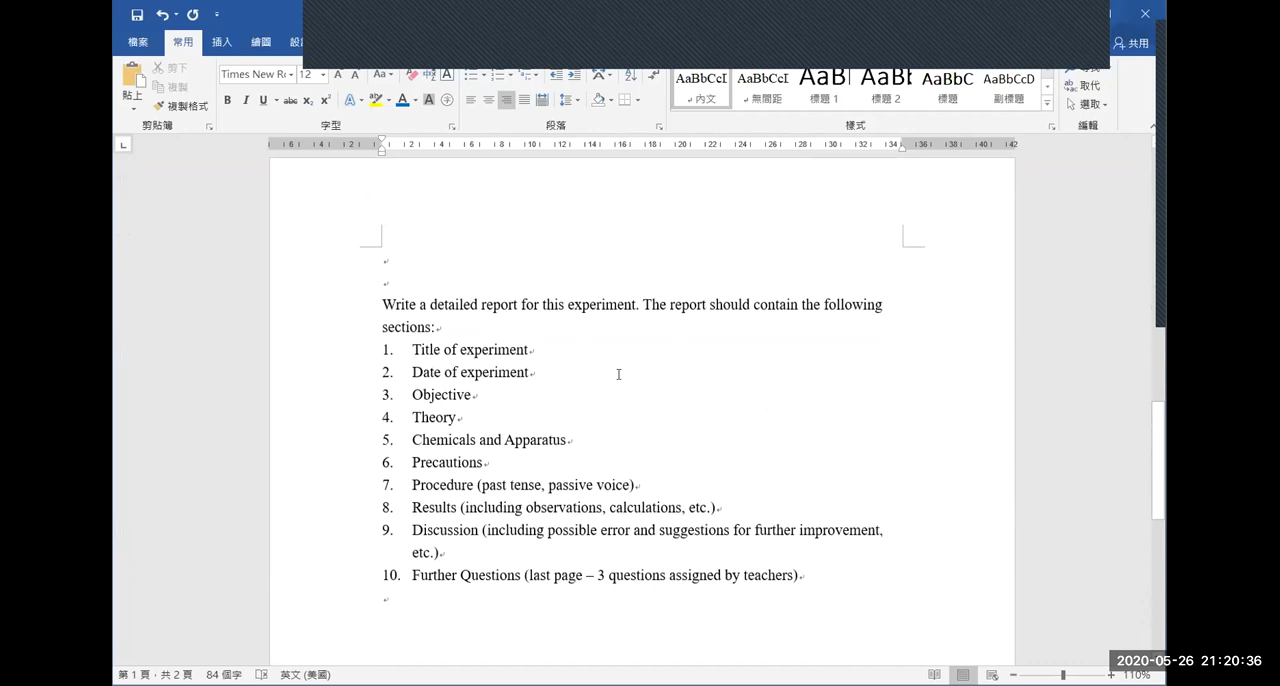 檔案 常用 插入 繪圖
共用
剪下
複製
貼上
複製格式
剪貼簿
Times New R 12
字型
段落
AaBbCcI AaBbCcI AaB AaBb AaBbC AaBbCcD
內文 無間距 標題 1 標題 2 標題 副標題
樣式
取代
選取
編輯
Write a detailed report for this experiment. The report should contain the following
sections:
1. Title of experiment
2. Date of experiment
3. Objective
4. Theory
5. Chemicals and Apparatus
6. Precautions
7. Procedure (past tense, passive voice)
8. Results (including observations, calculations, etc.)
9. Discussion (including possible error and suggestions for further improvement,
etc.)
10. Further Questions (last page – 3 questions assigned by teachers)
第 1 頁，共 2 頁 84 個字 英文 (美國) 110%
2020-05-26 21:20:36